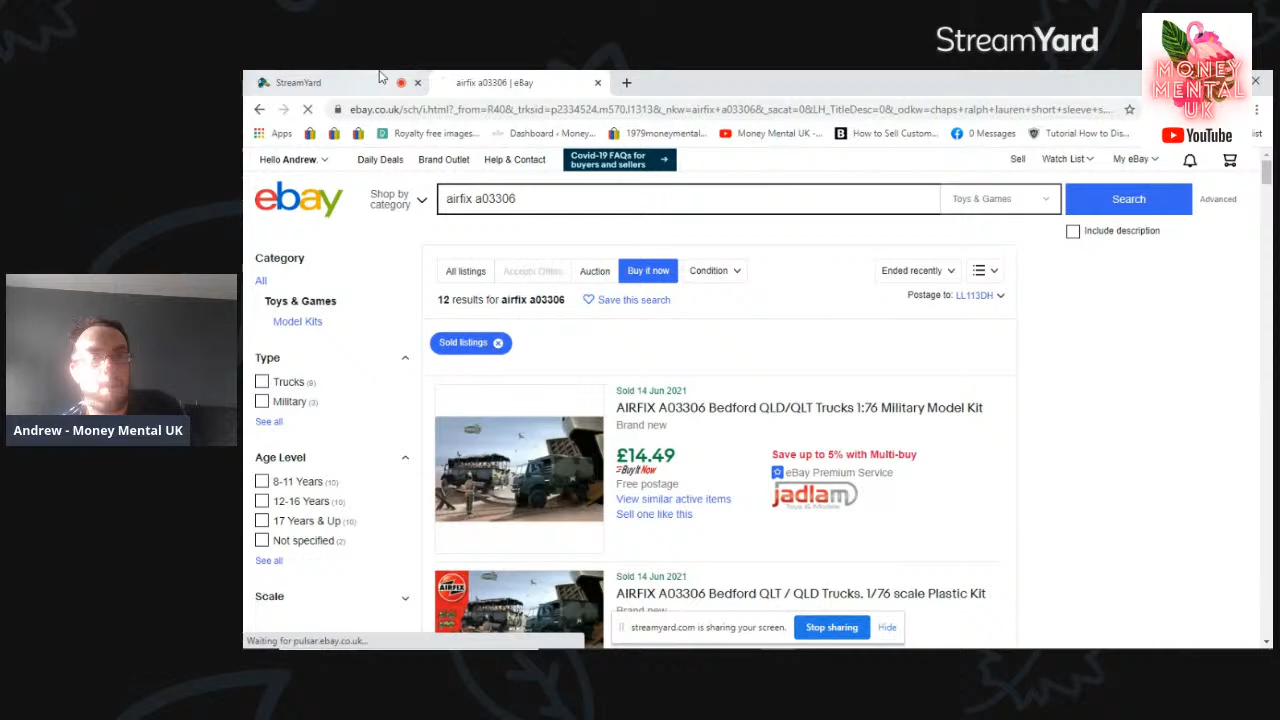 StreamYard
MONEY
MENTAL
UK
YouTube
StreamYard
airfix a03306 | eBay
ebay.co.uk/sch/i.html?_from=R40&_trksid=p2334524.m570.l1313&_nkw=airfix+a03306&_sacat=0&LH_TitleDesc=0&_odkw=chaps+ralph+lauren+short+sleeve+s...
Apps
Royalty free images...
Dashboard ‹ Money...
1979moneymental...
Money Mental UK -...
How to Sell Custom...
0 Messages
Tutorial How to Dis...
Hello Andrew.
Daily Deals
Brand Outlet
Help & Contact
Covid-19 FAQs for
buyers and sellers
Sell
Watch List
My eBay
ebay
Shop by
category
airfix a03306
Toys & Games
Search
Advanced
Include description
Category
All
Toys & Games
Model Kits
Type
Trucks (9)
Military (3)
See all
Age Level
8-11 Years (10)
12-16 Years (10)
17 Years & Up (10)
Not specified (2)
See all
Scale
All listings
Accepts Offers
Auction
Buy it now
Condition
Ended recently
12 results for airfix a03306
Save this search
Postage to: LL113DH
Sold listings
Sold 14 Jun 2021
AIRFIX A03306 Bedford QLD/QLT Trucks 1:76 Military Model Kit
Brand new
£14.49
Buy It Now
Free postage
View similar active items
Sell one like this
Save up to 5% with Multi-buy
eBay Premium Service
jadlam
Toys & Models
AIRFIX
Sold 14 Jun 2021
AIRFIX A03306 Bedford QLT / QLD Trucks. 1/76 scale Plastic Kit
Brand new
streamyard.com is sharing your screen.
Stop sharing
Hide
Waiting for pulsar.ebay.co.uk...
Andrew - Money Mental UK